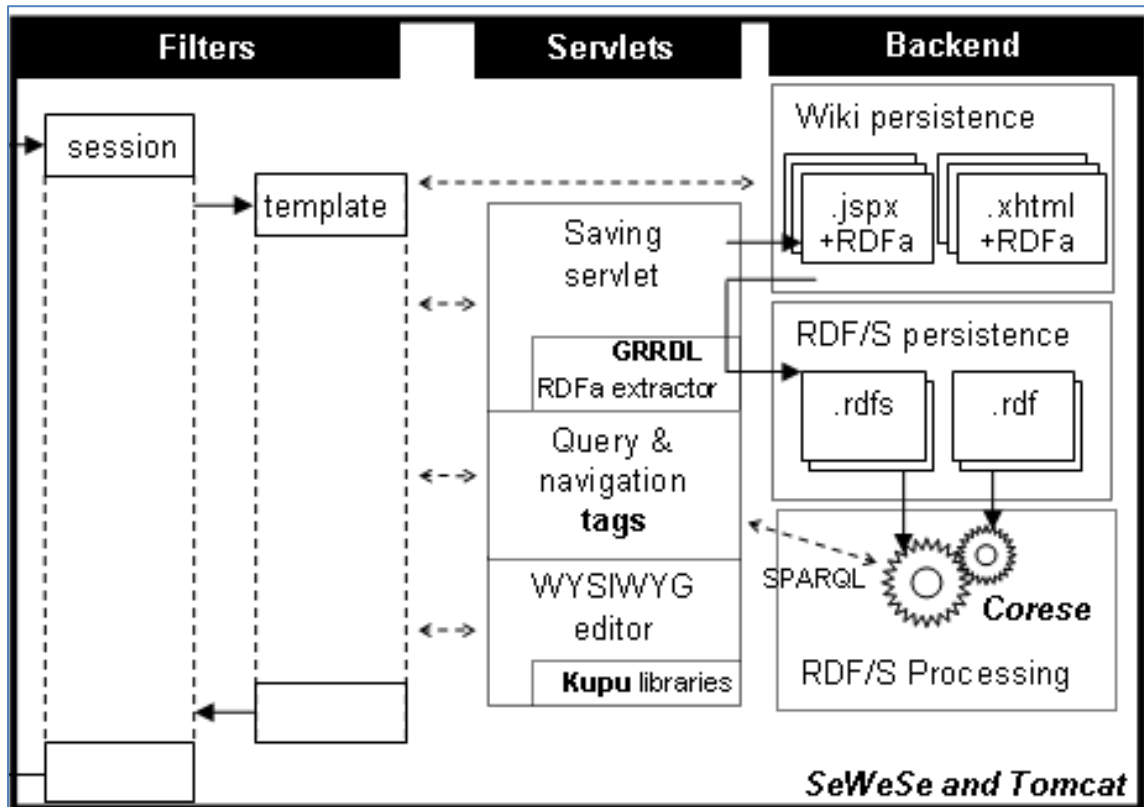 Filters
Servlets
Backend
session
template
Saving
servlet
GRRDL
RDFa extractor
Query &
navigation
tags
WYSIWYG
editor
Kupu libraries
Wiki persistence
.jspx
+RDFa
.xhtml
+RDFa
RDF/S persistence
.rdfs
.rdf
SPARQL
Corese
RDF/S Processing
SeWeSe and Tomcat